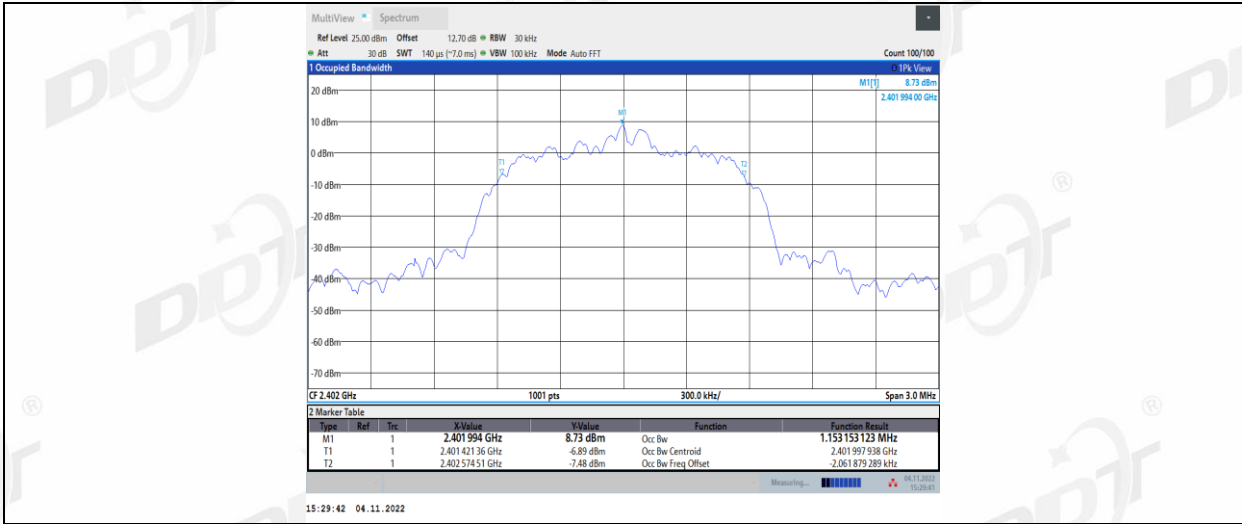 MultiView Spectrum
Ref Level 25.00 dBm Offset 12.70 dB RBW 30 kHz
Att 30 dB SWT 140 µs (~7.0 ms) VBW 100 kHz Mode Auto FFT Count 100/100
1 Occupied Bandwidth 1Pk View
M1[1] 8.73 dBm
2.401 994 00 GHz
20 dBm
M1
10 dBm
0 dBm
T1
T2
-10 dBm
-20 dBm
-30 dBm
-40 dBm
-50 dBm
-60 dBm
-70 dBm
CF 2.402 GHz 1001 pts 300.0 kHz/ Span 3.0 MHz
2 Marker Table
Type Ref Trc X-Value Y-Value Function Function Result
M1 1 2.401 994 GHz 8.73 dBm Occ Bw 1.153 153 123 MHz
T1 1 2.401 421 36 GHz -6.89 dBm Occ Bw Centroid 2.401 997 938 GHz
T2 1 2.402 574 51 GHz -7.48 dBm Occ Bw Freq Offset -2.061 879 289 kHz
Measuring... 04.11.2022
15:29:41
15:29:42 04.11.2022
DDT
DDT
DDT
®
®
®